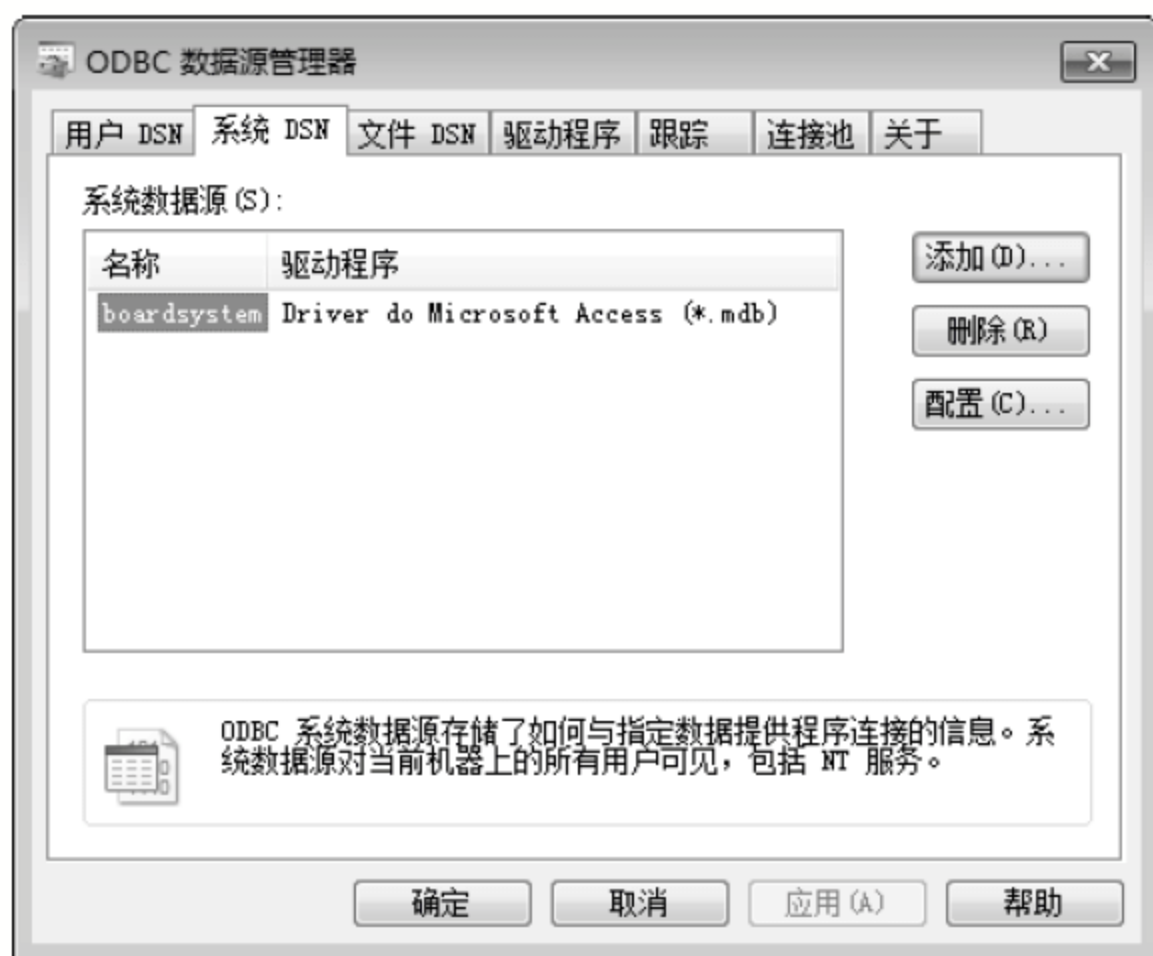 ODBC 数据源管理器
用户 DSN 系统 DSN 文件 DSN 驱动程序 跟踪 连接池 关于
系统数据源(S):
名称 驱动程序
boardsystem Driver do Microsoft Access (*.mdb)
添加(D)...
删除(R)
配置(C)...
ODBC 系统数据源存储了如何与指定数据提供程序连接的信息。系
统数据源对当前机器上的所有用户可见，包括 NT 服务。
确定 取消 应用(A) 帮助